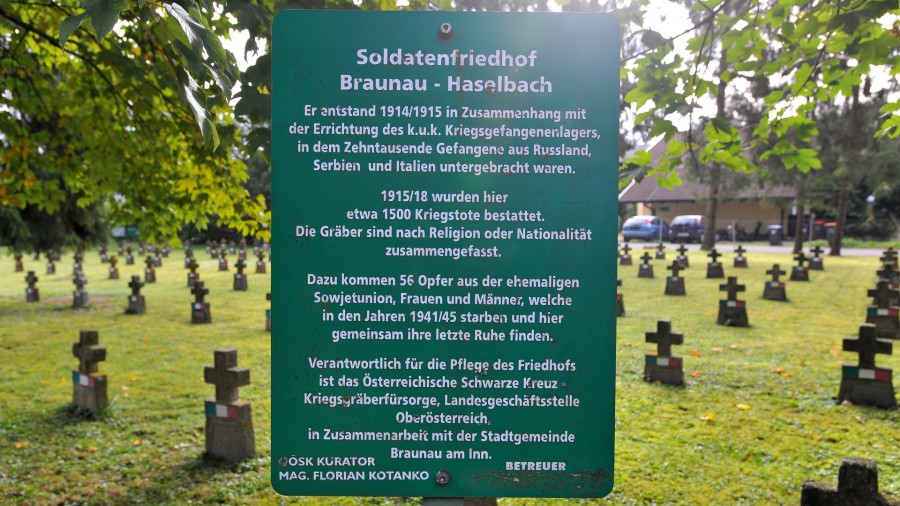 Soldatenfriedhof
Braunau - Haselbach
Er entstand 1914/1915 in Zusammenhang mit
der Errichtung des k.u.k. Kriegsgefangenenlagers,
in dem Zehntausende Gefangene aus Russland,
Serbien und Italien untergebracht waren.
1915/18 wurden hier
etwa 1500 Kriegstote bestattet.
Die Gräber sind nach Religion oder Nationalität
zusammengefasst.
Dazu kommen 56 Opfer aus der ehemaligen
Sowjetunion, Frauen und Männer, welche
in den Jahren 1941/45 starben und hier
gemeinsam ihre letzte Ruhe finden.
Verantwortlich für die Pflege des Friedhofs
ist das Österreichische Schwarze Kreuz -
Kriegsgräberfürsorge, Landesgeschäftsstelle
Oberösterreich,
in Zusammenarbeit mit der Stadtgemeinde
Braunau am Inn.
ÖSK KURATOR
MAG. FLORIAN KOTANKO
BETREUER